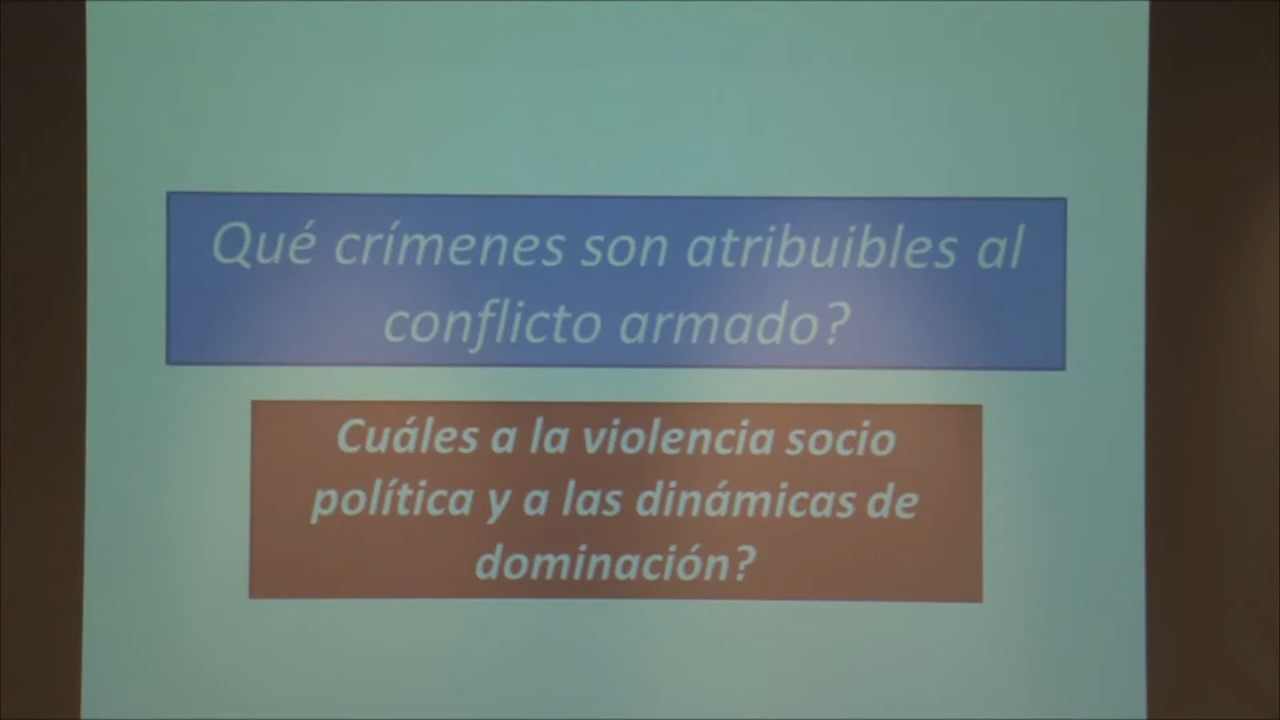 Qué crímenes son atribuibles al
conflicto armado?
Cuáles a la violencia socio
política y a las dinámicas de
dominación?